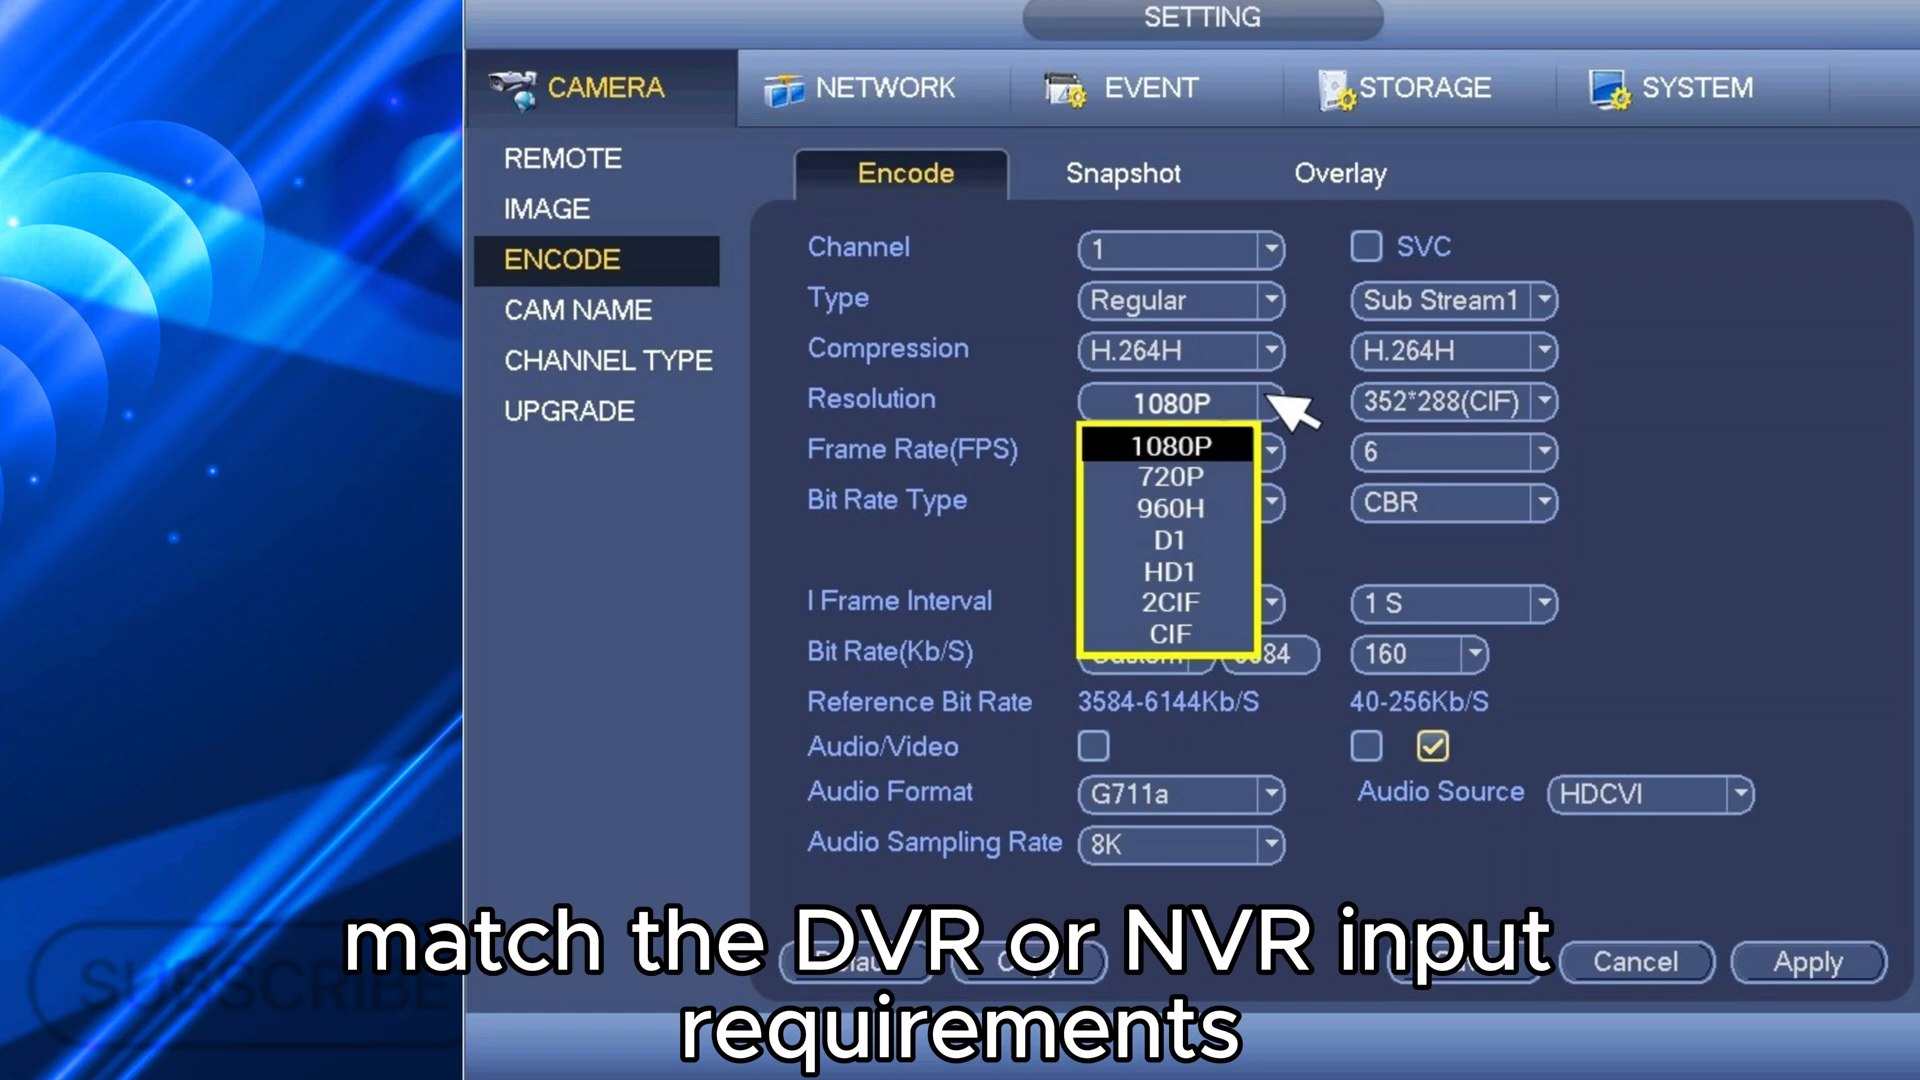 SETTING
CAMERA NETWORK EVENT STORAGE SYSTEM
REMOTE
IMAGE
ENCODE
CAM NAME
CHANNEL TYPE
UPGRADE
Encode Snapshot Overlay
Channel 1 SVC
Type Regular Sub Stream1
Compression H.264H H.264H
Resolution 1080P 352*288(CIF)
1080P
720P
960H
D1
HD1
2CIF
CIF
Frame Rate(FPS) 6
Bit Rate Type CBR
I Frame Interval 1 S
Bit Rate(Kb/S) 160
Reference Bit Rate 3584-6144Kb/S 40-256Kb/S
Audio/Video
Audio Format G711a Audio Source HDCVI
Audio Sampling Rate 8K
Cancel Apply
SUBSCRIBE
match the DVR or NVR input
requirements